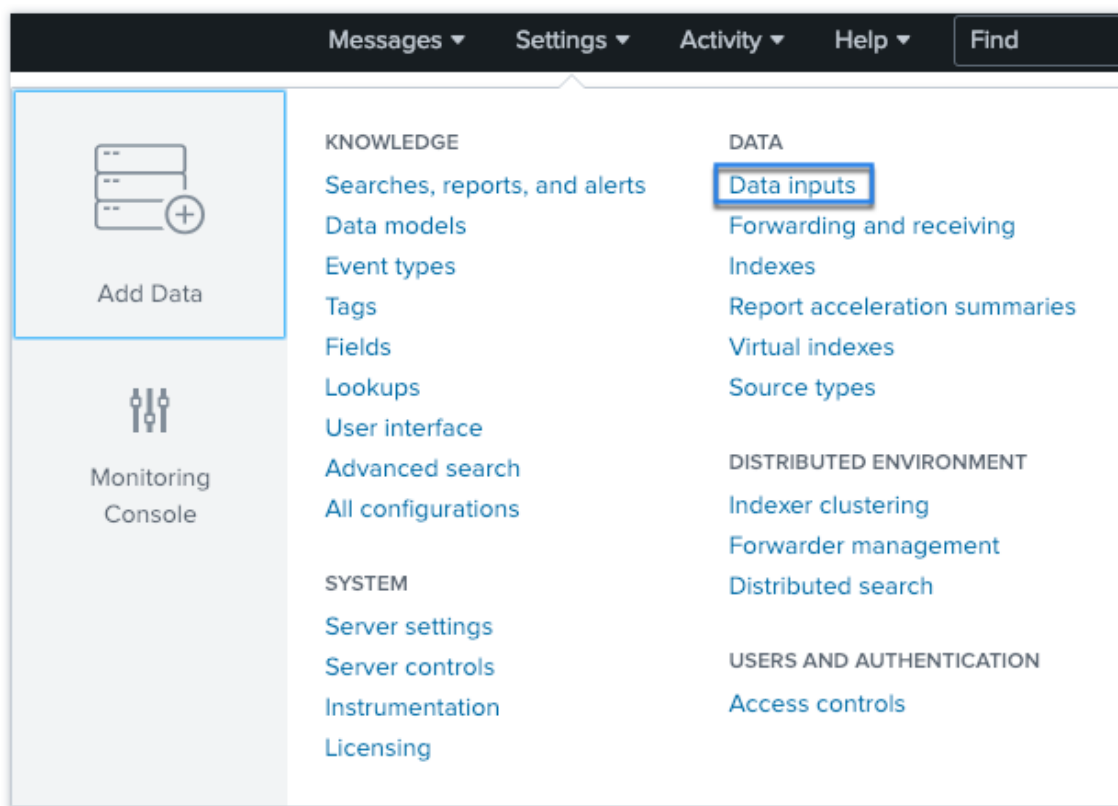 Messages Settings Activity Help Find
Add Data
Monitoring
Console
KNOWLEDGE
Searches, reports, and alerts
Data models
Event types
Tags
Fields
Lookups
User interface
Advanced search
All configurations
SYSTEM
Server settings
Server controls
Instrumentation
Licensing
DATA
Data inputs
Forwarding and receiving
Indexes
Report acceleration summaries
Virtual indexes
Source types
DISTRIBUTED ENVIRONMENT
Indexer clustering
Forwarder management
Distributed search
USERS AND AUTHENTICATION
Access controls